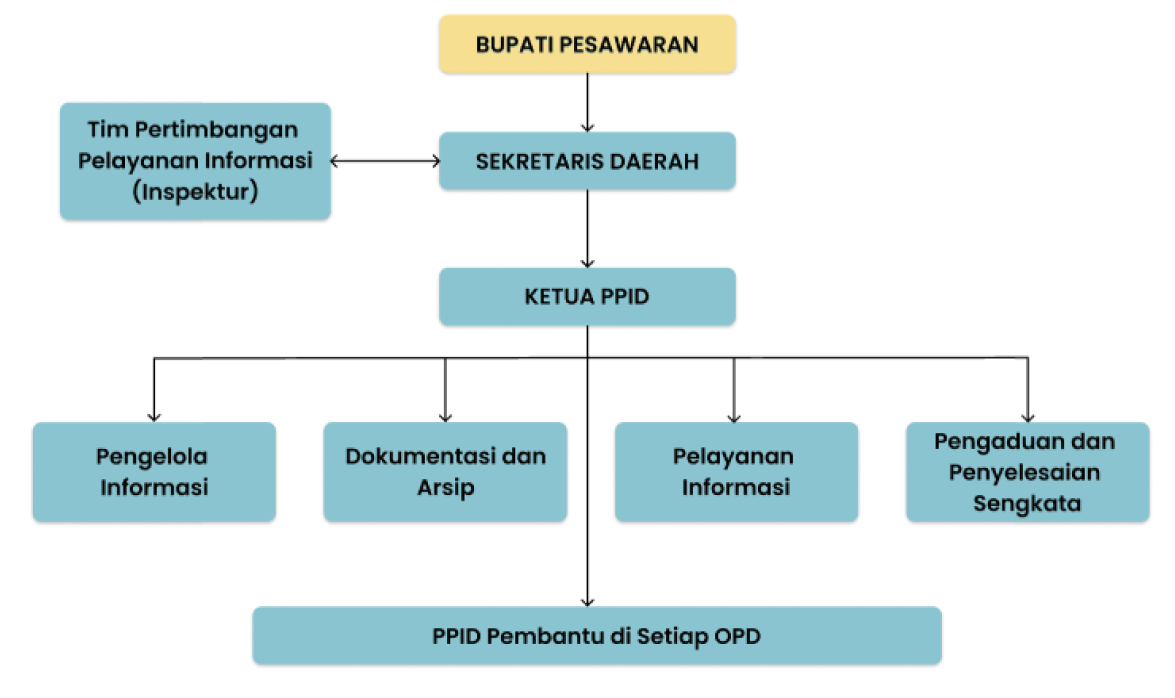 BUPATI PESAWARAN
Tim Pertimbangan
Pelayanan Informasi
(Inspektur)
SEKRETARIS DAERAH
KETUA PPID
Pengelola
Informasi
Dokumentasi dan
Arsip
Pelayanan
Informasi
Pengaduan dan
Penyelesaian
Sengkata
PPID Pembantu di Setiap OPD